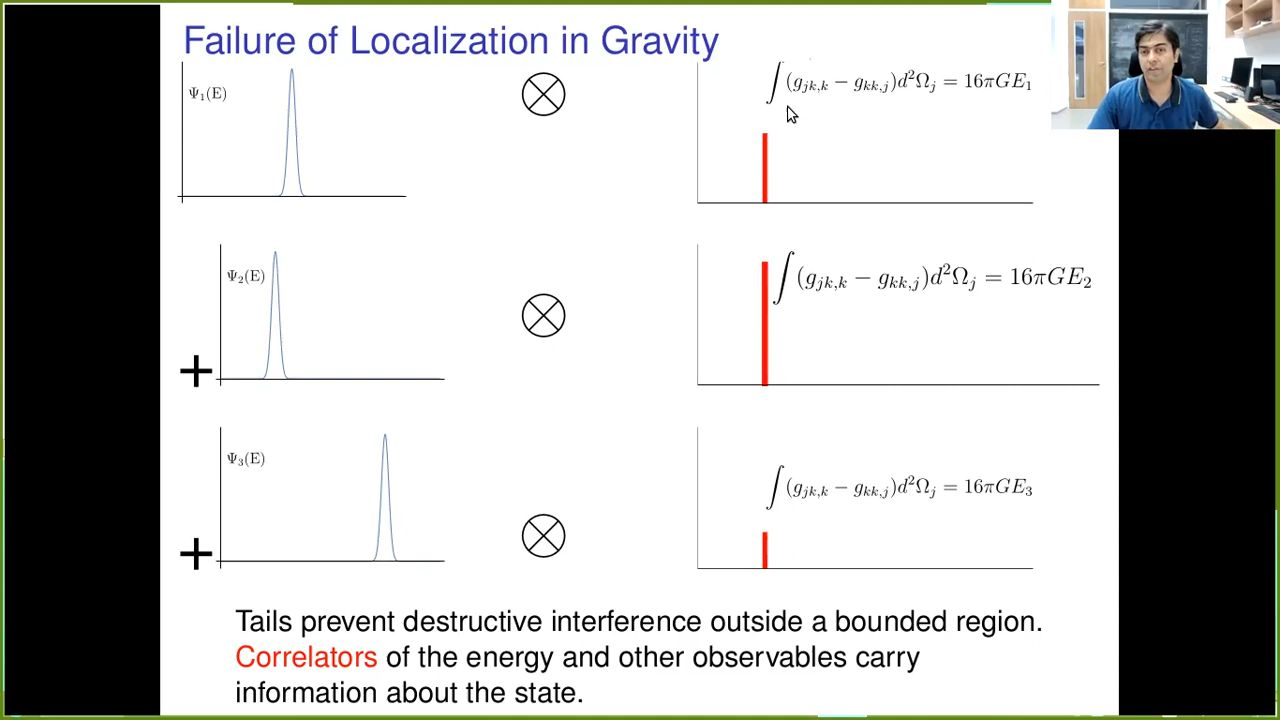 Failure of Localization in Gravity
Ψ₁(E)
∫(g_{jk,k} − g_{kk,j})d²Ω_j = 16πGE₁
Ψ₂(E)
∫(g_{jk,k} − g_{kk,j})d²Ω_j = 16πGE₂
+
Ψ₃(E)
∫(g_{jk,k} − g_{kk,j})d²Ω_j = 16πGE₃
+
Tails prevent destructive interference outside a bounded region.
Correlators of the energy and other observables carry
information about the state.